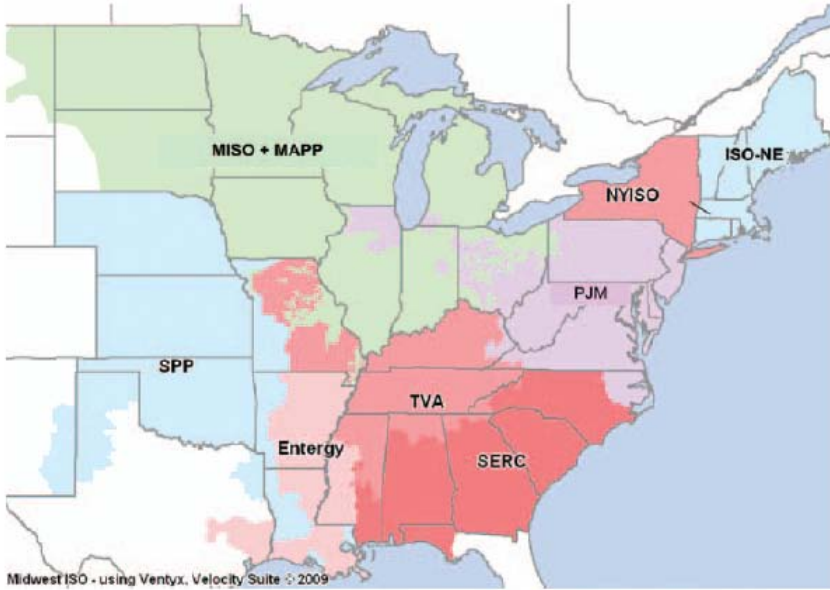 MISO + MAPP
ISO-NE
NYISO
PJM
SPP
TVA
Entergy
SERC
Midwest ISO - using Ventyx, Velocity Suite © 2009